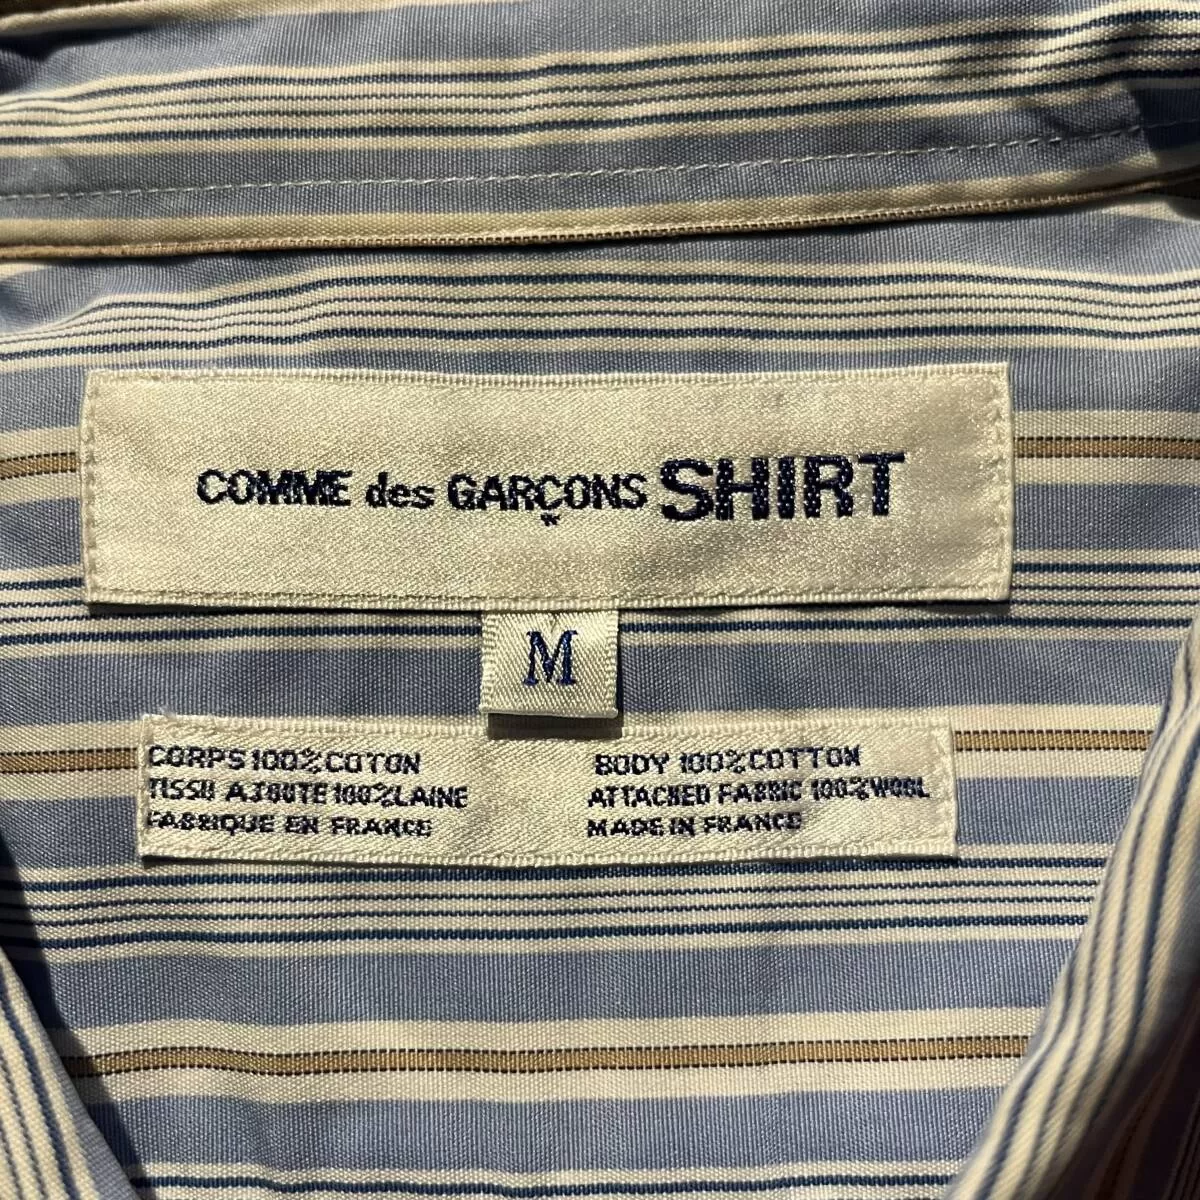 COMME des GARÇONS SHIRT
M
CORPS 100% COTON
TISSU AJOUTE 100% LAINE
FABRIQUE EN FRANCE
BODY 100% COTTON
ATTACHED FABRIC 100% WOOL
MADE IN FRANCE